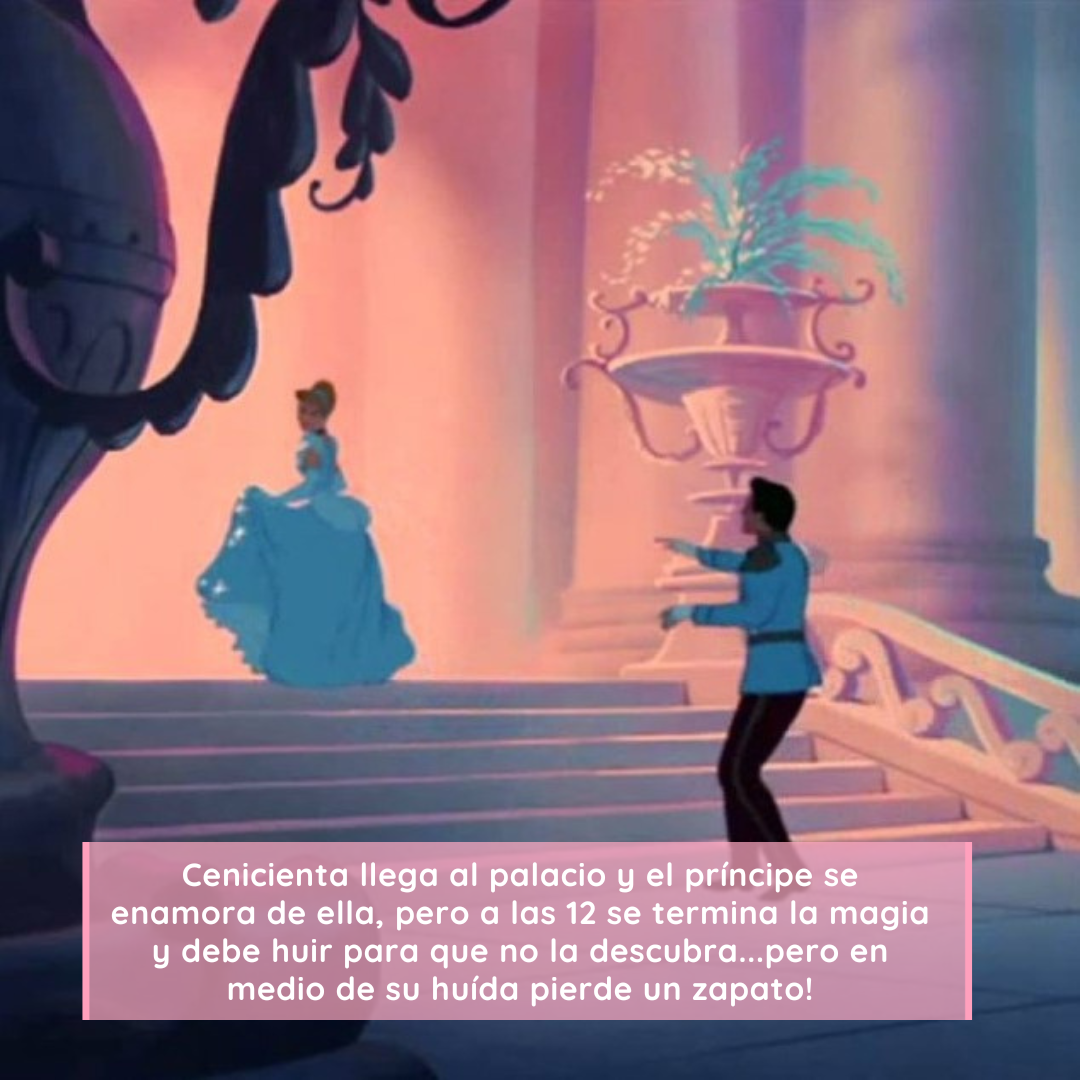 Cenicienta llega al palacio y el príncipe se
enamora de ella, pero a las 12 se termina la magia
y debe huir para que no la descubra...pero en
medio de su huída pierde un zapato!